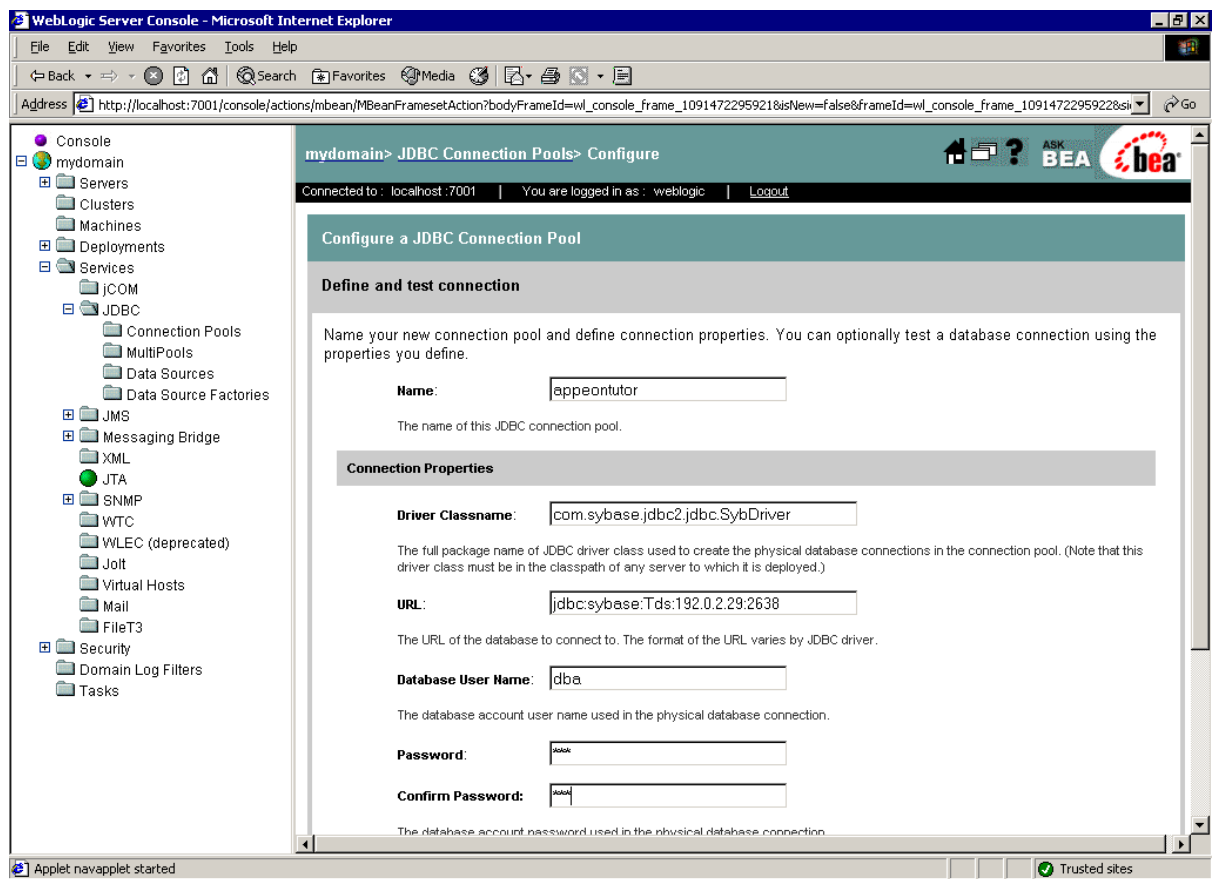 WebLogic Server Console - Microsoft Internet Explorer
File Edit View Favorites Tools Help
Back Search Favorites Media
Address http://localhost:7001/console/actions/mbean/MBeanFramesetAction?bodyFrameId=wl_console_frame_1091472295921&isNew=false&frameId=wl_console_frame_1091472295922&si Go
Console
mydomain
Servers
Clusters
Machines
Deployments
Services
jCOM
JDBC
Connection Pools
MultiPools
Data Sources
Data Source Factories
JMS
Messaging Bridge
XML
JTA
SNMP
WTC
WLEC (deprecated)
Jolt
Virtual Hosts
Mail
FileT3
Security
Domain Log Filters
Tasks
mydomain> JDBC Connection Pools> Configure
? ASK BEA bea
Connected to : localhost :7001 | You are logged in as : weblogic | Logout
Configure a JDBC Connection Pool
Define and test connection
Name your new connection pool and define connection properties. You can optionally test a database connection using the
properties you define.
Name: appeontutor
The name of this JDBC connection pool.
Connection Properties
Driver Classname: com.sybase.jdbc2.jdbc.SybDriver
The full package name of JDBC driver class used to create the physical database connections in the connection pool. (Note that this
driver class must be in the classpath of any server to which it is deployed.)
URL: jdbc:sybase:Tds:192.0.2.29:2638
The URL of the database to connect to. The format of the URL varies by JDBC driver.
Database User Name: dba
The database account user name used in the physical database connection.
Password: ***
Confirm Password: ***
The database account password used in the physical database connection
Applet navapplet started Trusted sites